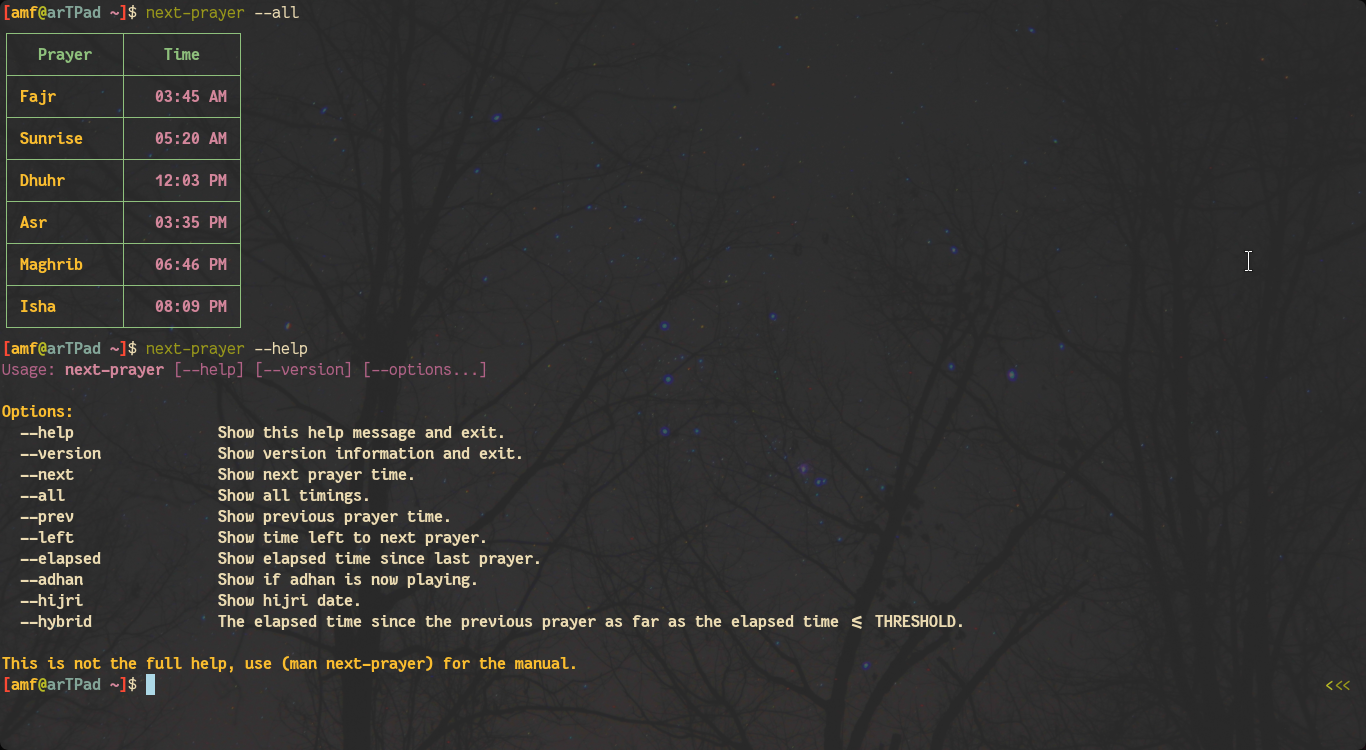 [amf@arTPad ~]$ next-prayer --all
Prayer Time
Fajr 03:45 AM
Sunrise 05:20 AM
Dhuhr 12:03 PM
Asr 03:35 PM
Maghrib 06:46 PM
Isha 08:09 PM
[amf@arTPad ~]$ next-prayer --help
Usage: next-prayer [--help] [--version] [--options...]
Options:
--help Show this help message and exit.
--version Show version information and exit.
--next Show next prayer time.
--all Show all timings.
--prev Show previous prayer time.
--left Show time left to next prayer.
--elapsed Show elapsed time since last prayer.
--adhan Show if adhan is now playing.
--hijri Show hijri date.
--hybrid The elapsed time since the previous prayer as far as the elapsed time ⩽ THRESHOLD.
This is not the full help, use (man next-prayer) for the manual.
[amf@arTPad ~]$ <<<